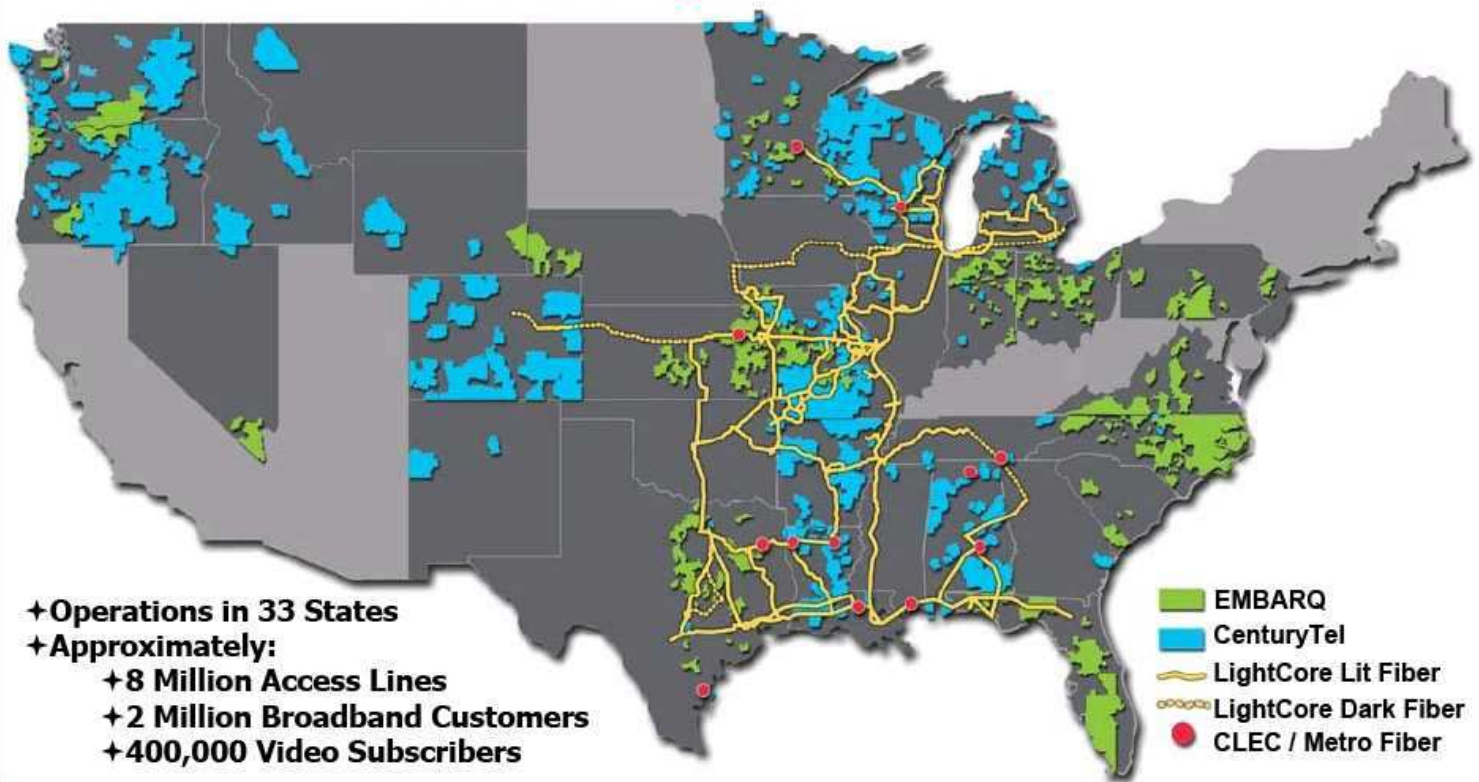 ✦Operations in 33 States
✦Approximately:
✦8 Million Access Lines
✦2 Million Broadband Customers
✦400,000 Video Subscribers
EMBARQ
CenturyTel
LightCore Lit Fiber
LightCore Dark Fiber
CLEC / Metro Fiber